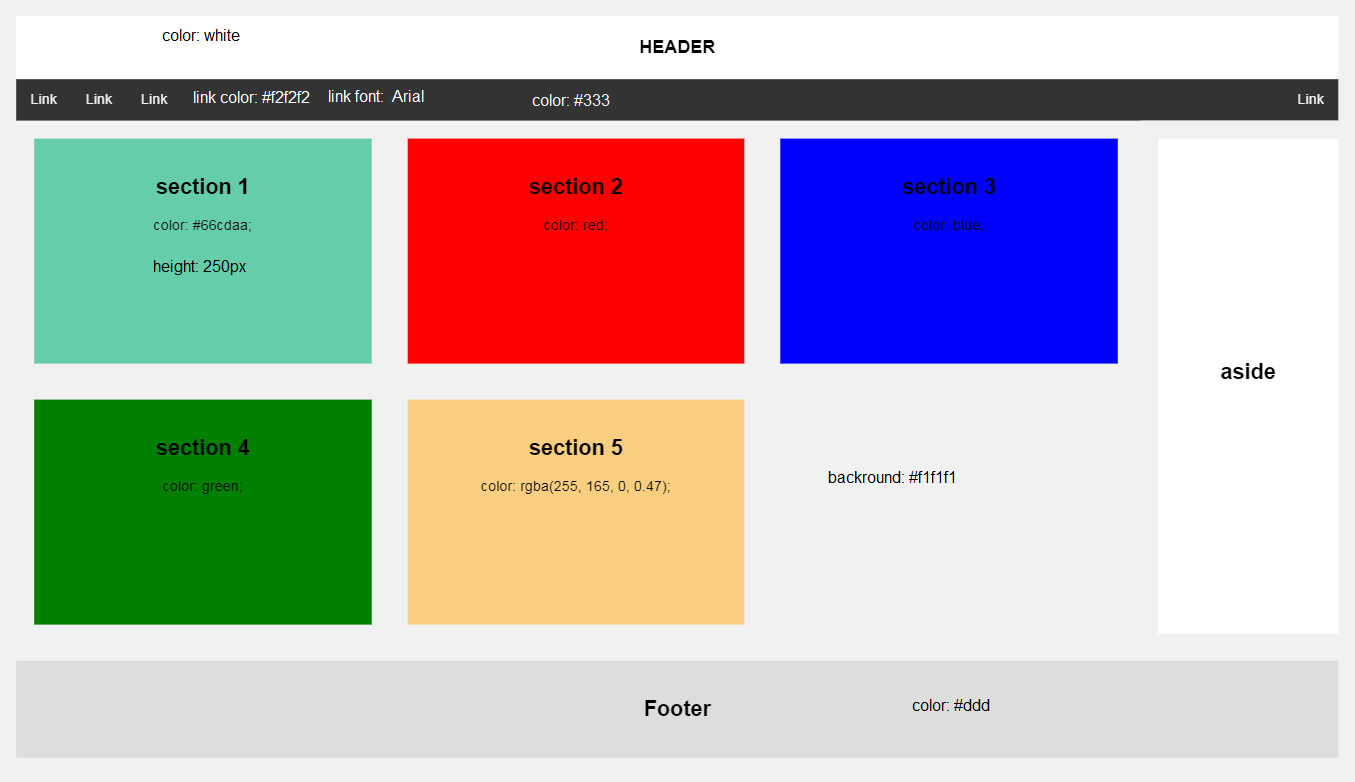 color: white
HEADER
Link Link Link link color: #f2f2f2 link font: Arial color: #333 Link
section 1
color: #66cdaa;
height: 250px
section 2
color: red;
section 3
color: blue;
aside
section 4
color: green;
section 5
color: rgba(255, 165, 0, 0.47);
backround: #f1f1f1
Footer
color: #ddd